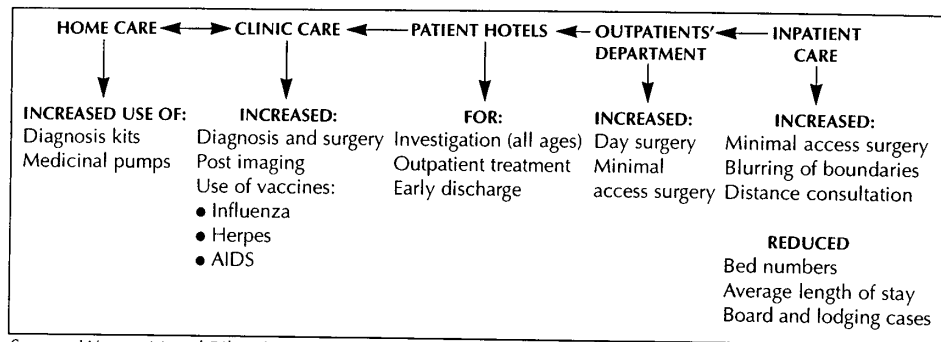 HOME CARE
CLINIC CARE
PATIENT HOTELS
OUTPATIENTS'
DEPARTMENT
INPATIENT
CARE
INCREASED USE OF:
Diagnosis kits
Medicinal pumps
INCREASED:
Diagnosis and surgery
Post imaging
Use of vaccines:
● Influenza
● Herpes
● AIDS
FOR:
Investigation (all ages)
Outpatient treatment
Early discharge
INCREASED:
Day surgery
Minimal
access surgery
INCREASED:
Minimal access surgery
Blurring of boundaries
Distance consultation
REDUCED
Bed numbers
Average length of stay
Board and lodging cases